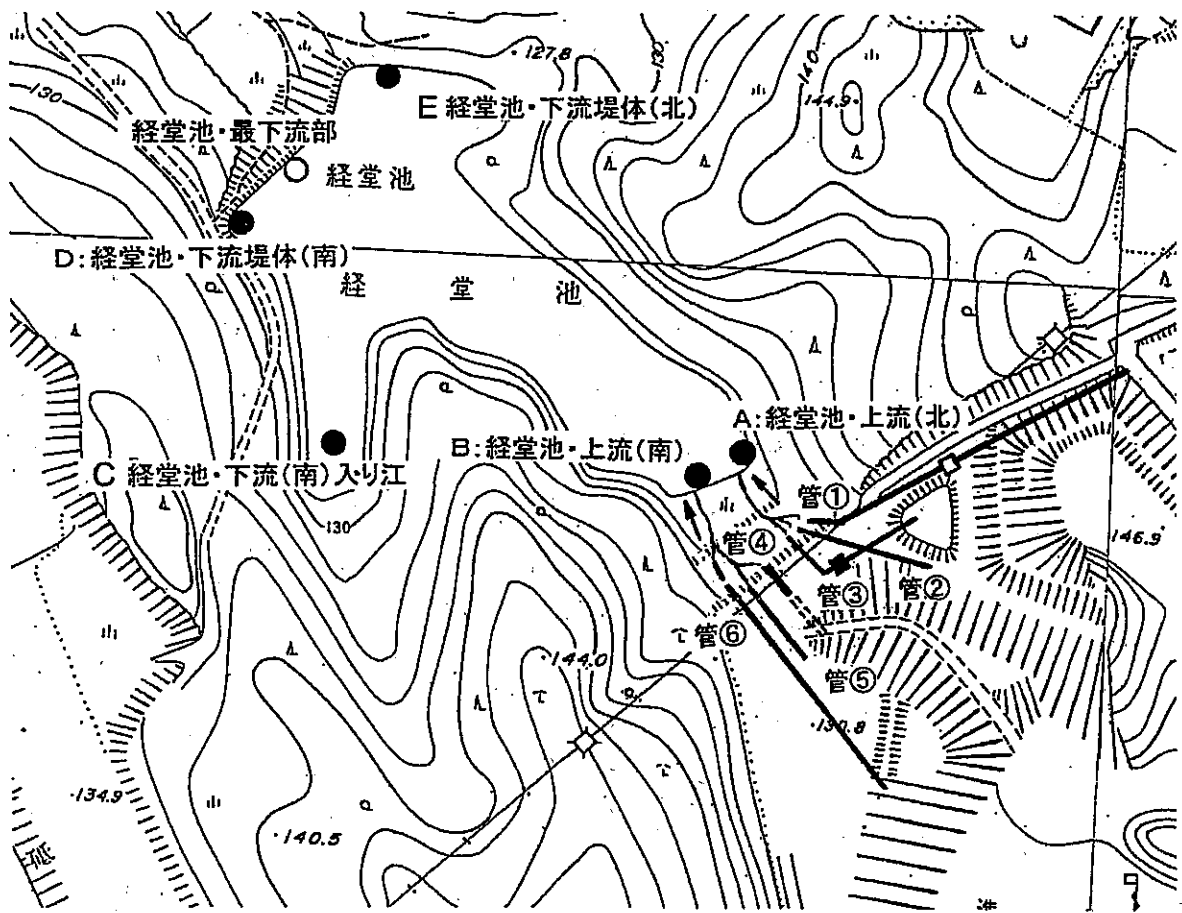 130
・127.8
130
140
144.9
E 経堂池・下流堤体(北)
経堂池・最下流部
経堂池
D:経堂池・下流堤体(南)
経堂池
A:経堂池・上流(北)
B:経堂池・上流(南)
C 経堂池・下流(南)入り江
管①
130
管④
・146.9
管③
管②
管⑥
・144.0
管⑤
・130.8
・134.9
・140.5